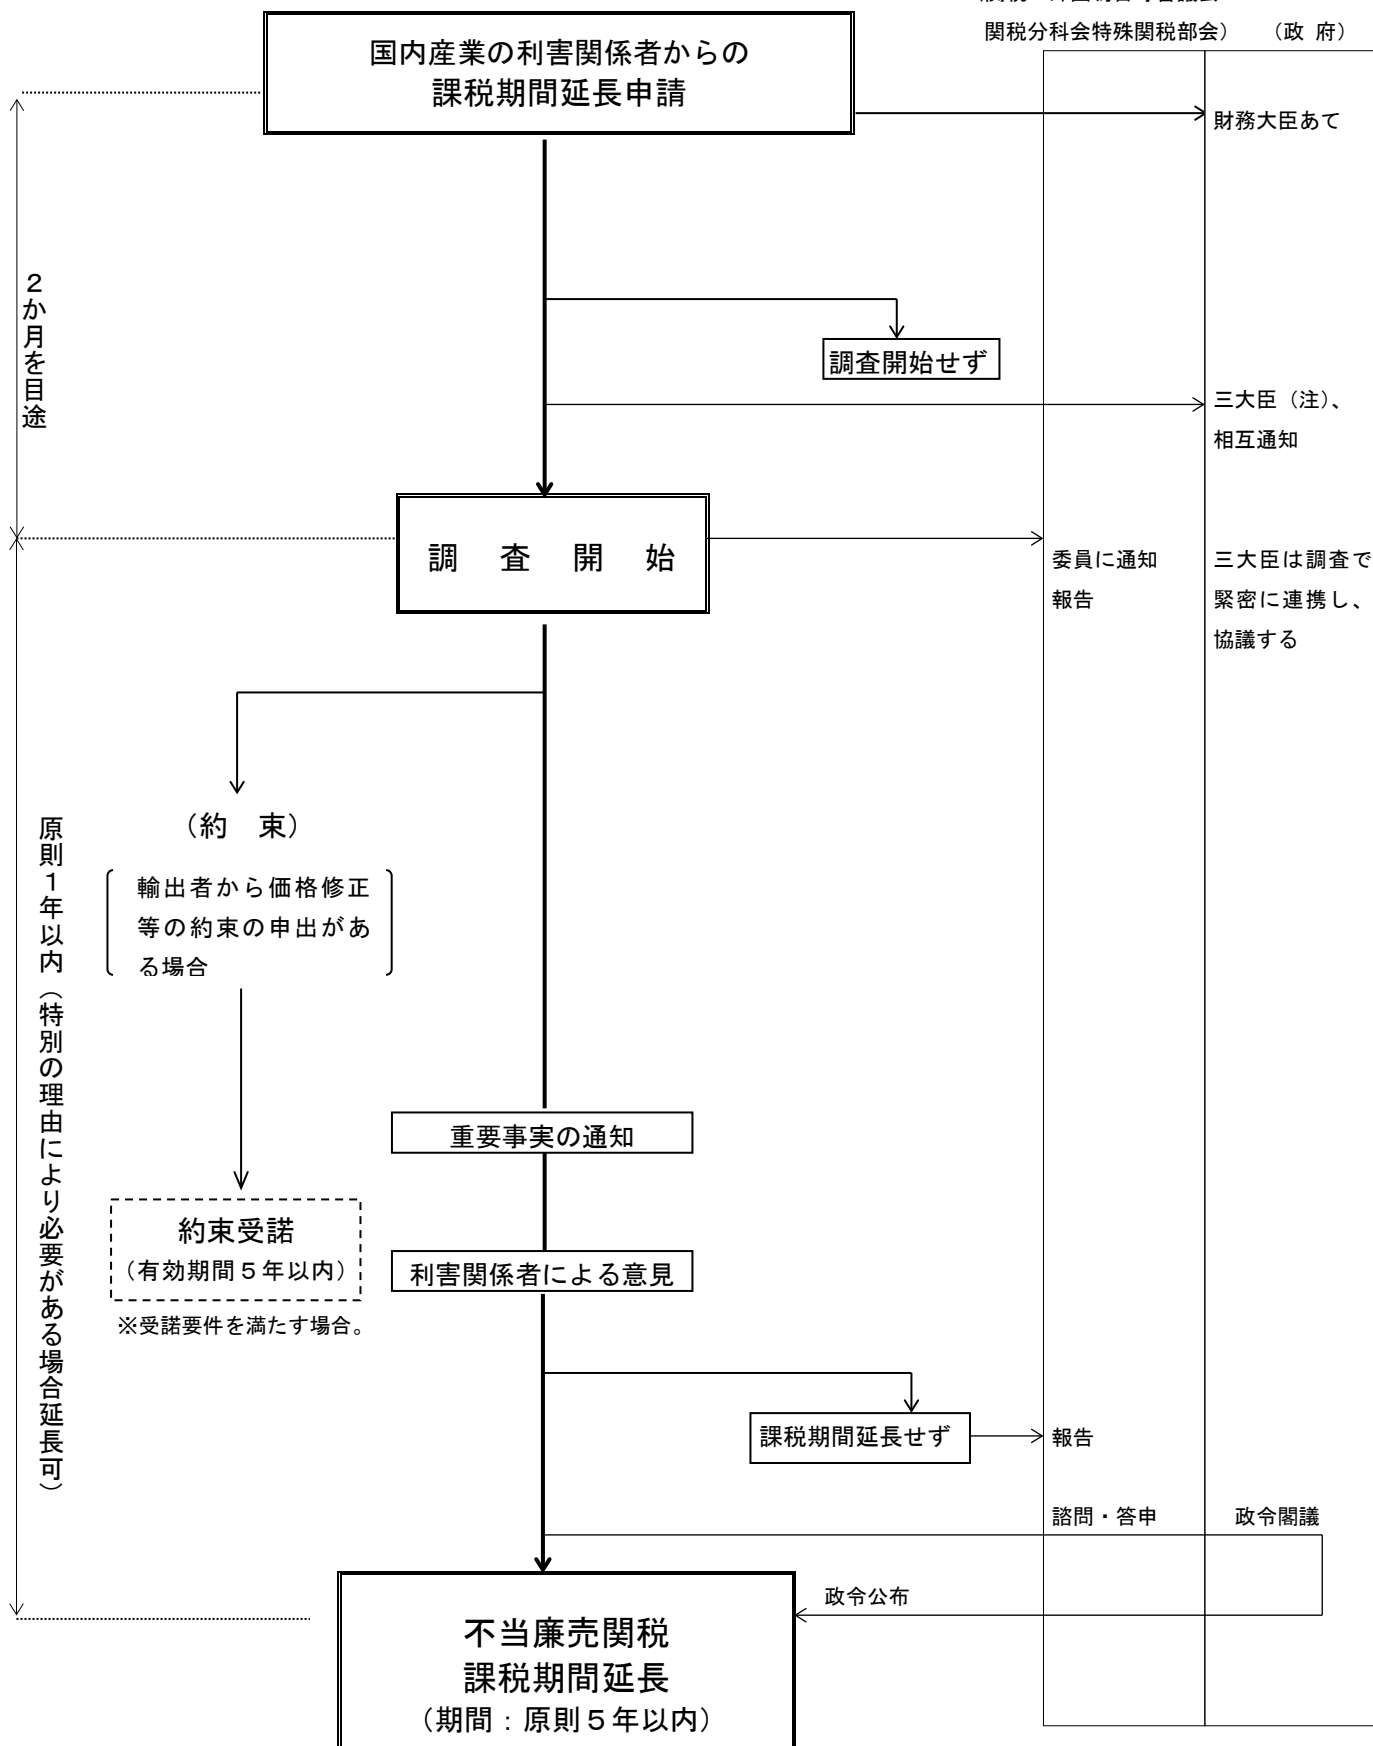 関税分科会特殊関税部会）
（政 府）
国内産業の利害関係者からの
課税期間延長申請
財務大臣あて
２か月を目途
調査開始せず
三大臣（注）、
相互通知
調　査　開　始
委員に通知
報告
三大臣は調査で
緊密に連携し、
協議する
原則１年以内（特別の理由により必要がある場合延長可）
（約　束）
輸出者から価格修正
等の約束の申出があ
る場合
重要事実の通知
約束受諾
（有効期間５年以内）
※受諾要件を満たす場合。
利害関係者による意見
課税期間延長せず
報告
諮問・答申
政令閣議
政令公布
不当廉売関税
課税期間延長
（期間：原則５年以内）